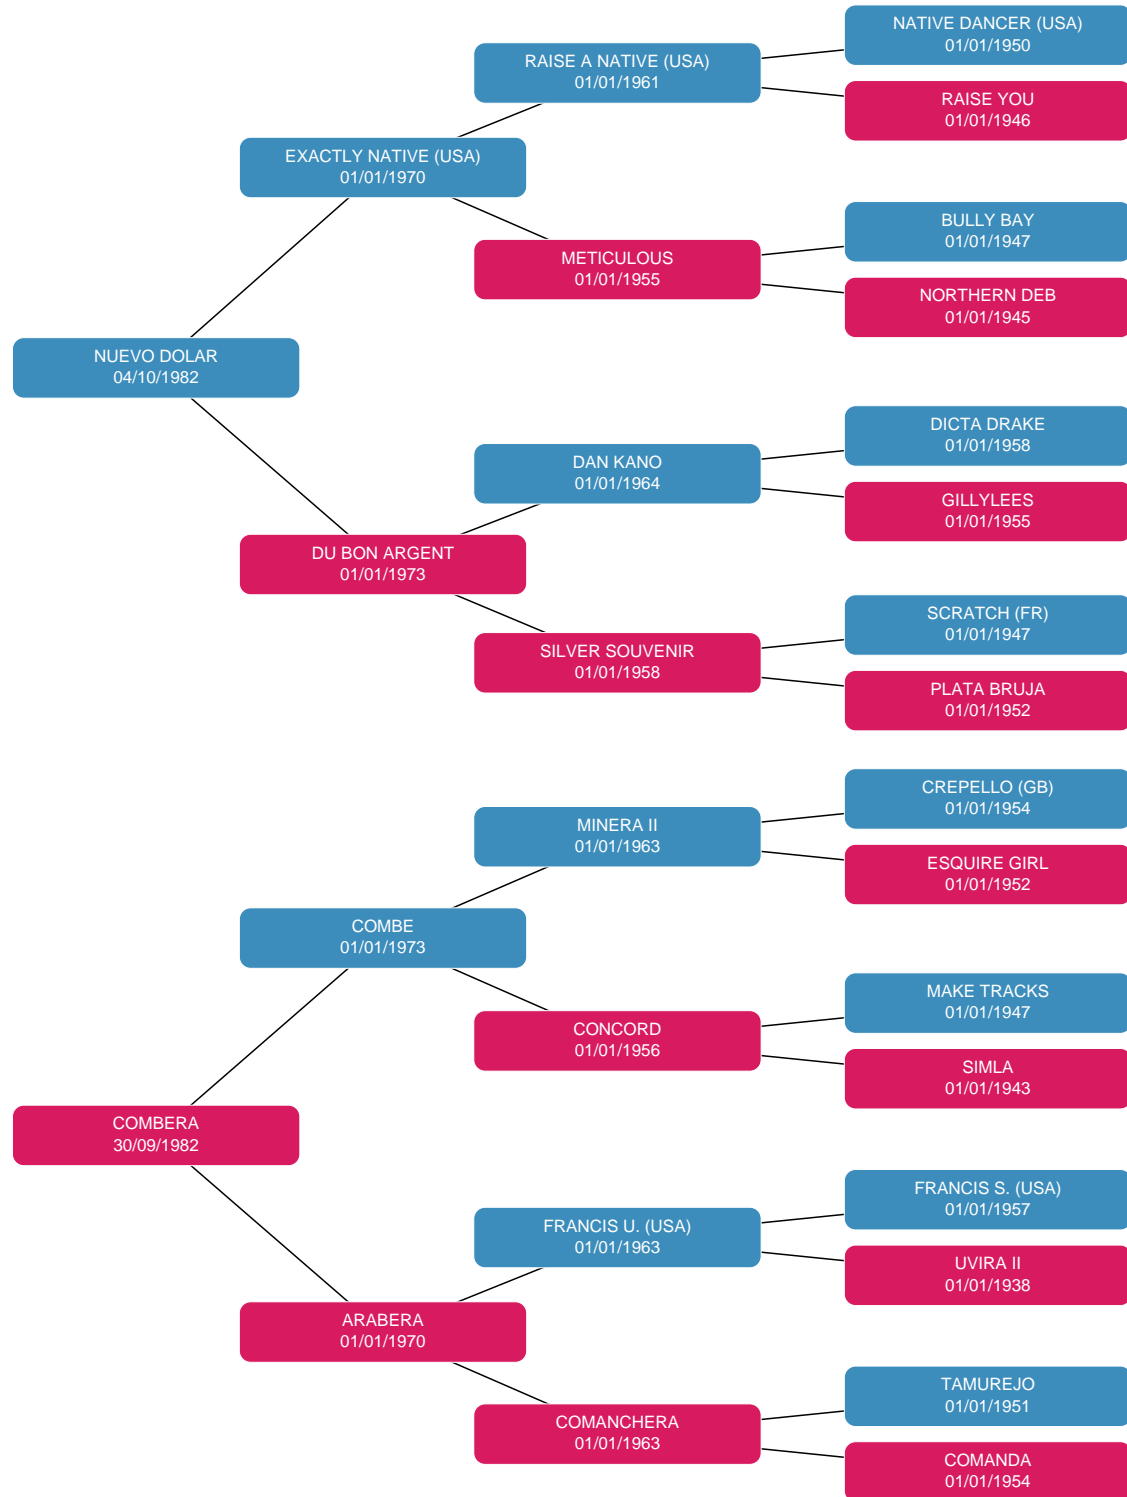 NATIVE DANCER (USA)
01/01/1950
RAISE A NATIVE (USA)
01/01/1961
RAISE YOU
01/01/1946
EXACTLY NATIVE (USA)
01/01/1970
BULLY BAY
01/01/1947
METICULOUS
01/01/1955
NORTHERN DEB
01/01/1945
NUEVO DOLAR
04/10/1982
DICTA DRAKE
01/01/1958
DAN KANO
01/01/1964
GILLYLEES
01/01/1955
DU BON ARGENT
01/01/1973
SCRATCH (FR)
01/01/1947
SILVER SOUVENIR
01/01/1958
PLATA BRUJA
01/01/1952
CREPELLO (GB)
01/01/1954
MINERA II
01/01/1963
ESQUIRE GIRL
01/01/1952
COMBE
01/01/1973
MAKE TRACKS
01/01/1947
CONCORD
01/01/1956
SIMLA
01/01/1943
COMBERA
30/09/1982
FRANCIS S. (USA)
01/01/1957
FRANCIS U. (USA)
01/01/1963
UVIRA II
01/01/1938
ARABERA
01/01/1970
TAMUREJO
01/01/1951
COMANCHERA
01/01/1963
COMANDA
01/01/1954